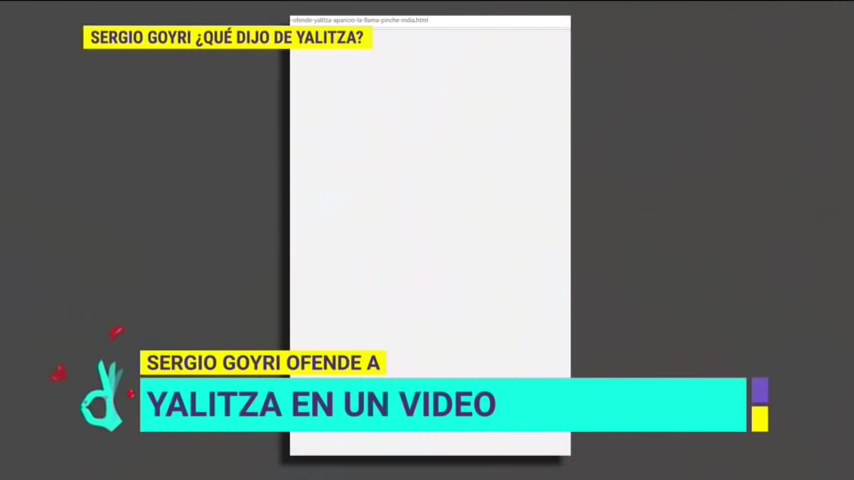 -ofende-yalitza-aparicio-la-llama-pinche-india.html
SERGIO GOYRI ¿QUÉ DIJO DE YALITZA?
SERGIO GOYRI OFENDE A
YALITZA EN UN VIDEO